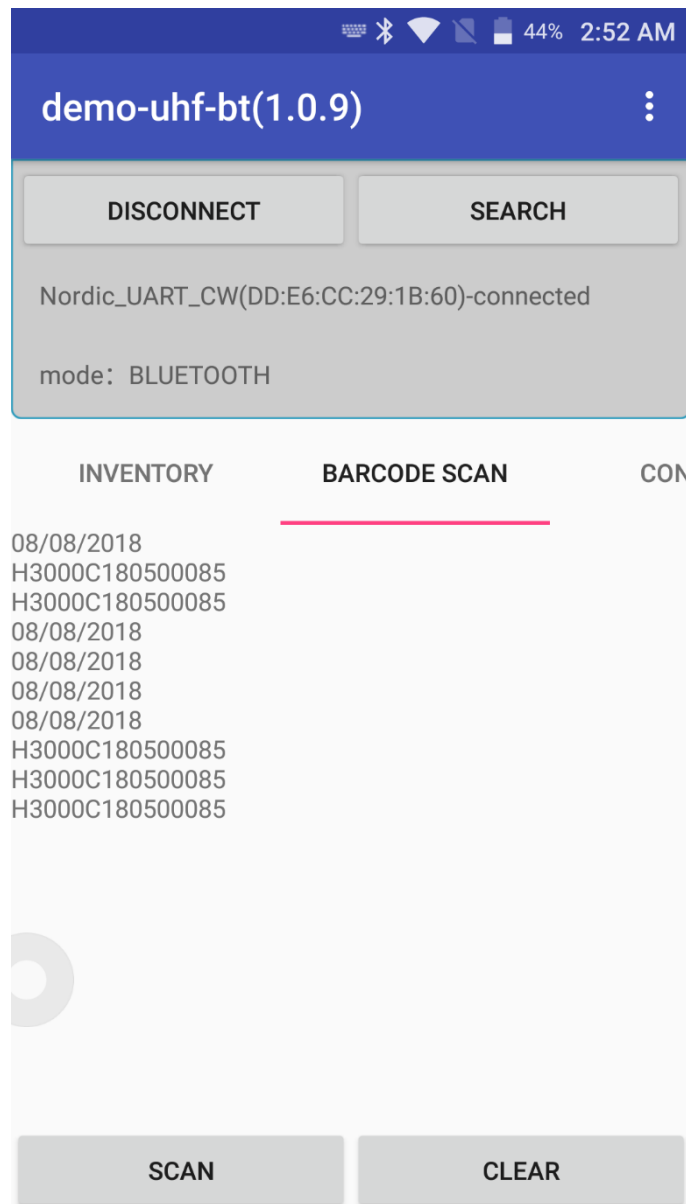 44% 2:52 AM
demo-uhf-bt(1.0.9)
DISCONNECT SEARCH
Nordic_UART_CW(DD:E6:CC:29:1B:60)-connected
mode：BLUETOOTH
INVENTORY BARCODE SCAN CON
08/08/2018
H3000C180500085
H3000C180500085
08/08/2018
08/08/2018
08/08/2018
08/08/2018
H3000C180500085
H3000C180500085
H3000C180500085
SCAN CLEAR